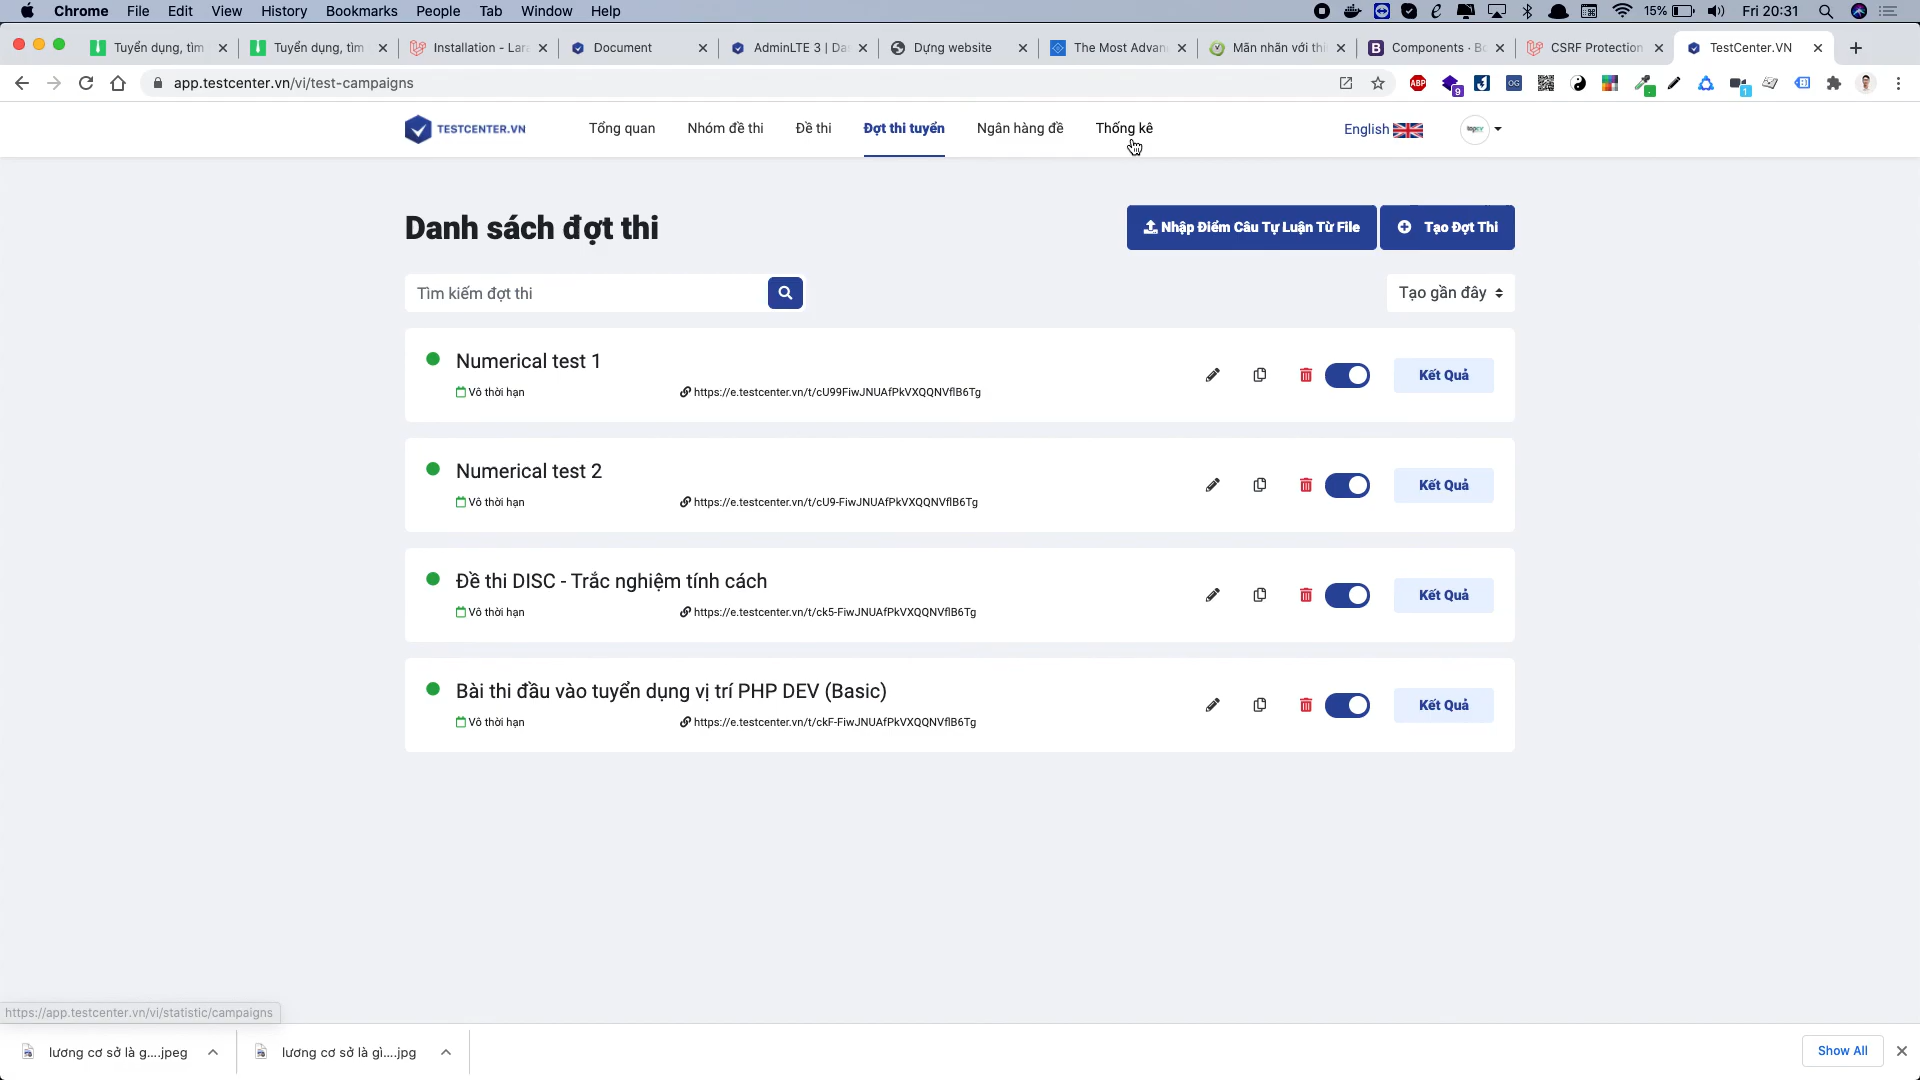 Chrome File Edit View History Bookmarks People Tab Window Help 15% Fri 20:31
Tuyển dụng, tìm Tuyển dụng, tìm Installation - Lar Document AdminLTE 3 | Da Dựng website The Most Advan Mãn nhãn với thi Components · Bo CSRF Protection TestCenter.VN
app.testcenter.vn/vi/test-campaigns ABP 9 OG 1
TESTCENTER.VN Tổng quan Nhóm đề thi Đề thi Đợt thi tuyển Ngân hàng đề Thống kê English topcv
Danh sách đợt thi Nhập Điểm Câu Tự Luận Từ File Tạo Đợt Thi
Tìm kiếm đợt thi Tạo gần đây
Numerical test 1
Vô thời hạn https://e.testcenter.vn/t/cU99FiwJNUAfPkVXQQNVflB6Tg Kết Quả
Numerical test 2
Vô thời hạn https://e.testcenter.vn/t/cU9-FiwJNUAfPkVXQQNVflB6Tg Kết Quả
Đề thi DISC - Trắc nghiệm tính cách
Vô thời hạn https://e.testcenter.vn/t/ck5-FiwJNUAfPkVXQQNVflB6Tg Kết Quả
Bài thi đầu vào tuyển dụng vị trí PHP DEV (Basic)
Vô thời hạn https://e.testcenter.vn/t/ckF-FiwJNUAfPkVXQQNVflB6Tg Kết Quả
https://app.testcenter.vn/vi/statistic/campaigns
lương cơ sở là g....jpeg lương cơ sở là gì....jpg Show All